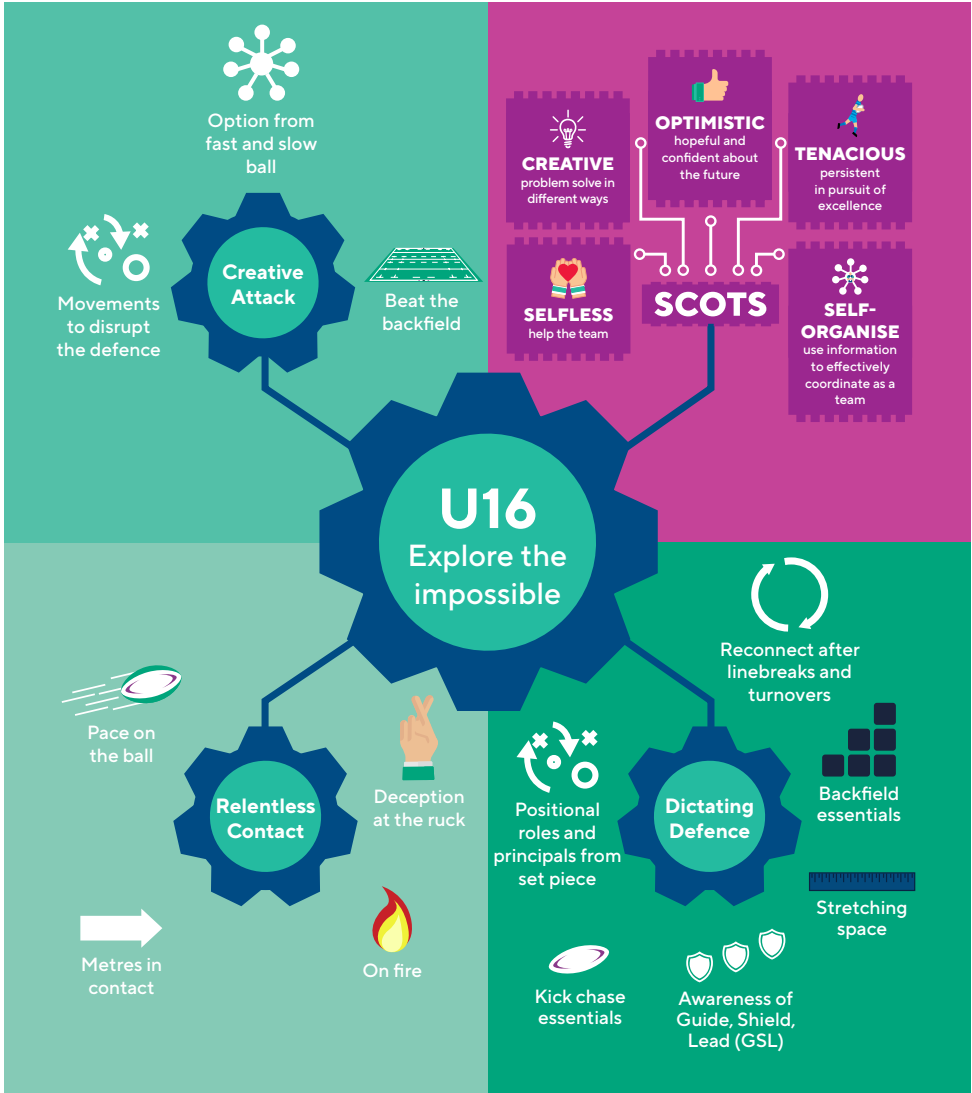 Option from
fast and slow
ball
Movements
to disrupt
the defence
Creative
Attack
Beat the
backfield
CREATIVE
problem solve in
different ways
OPTIMISTIC
hopeful and
confident about
the future
TENACIOUS
persistent
in pursuit of
excellence
SELFLESS
help the team
SCOTS
SELF-
ORGANISE
use information
to effectively
coordinate as a
team
U16
Explore the
impossible
Pace on
the ball
Deception
at the ruck
Relentless
Contact
Metres in
contact
On fire
Reconnect after
linebreaks and
turnovers
Positional
roles and
principals from
set piece
Dictating
Defence
Backfield
essentials
Stretching
space
Kick chase
essentials
Awareness of
Guide, Shield,
Lead (GSL)